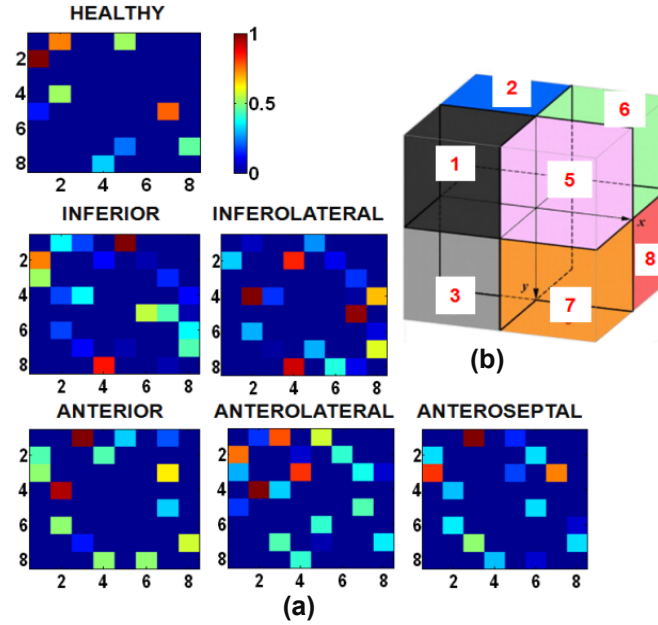 HEALTHY
2
4
6
8
2 4 6 8
1
0.5
0
INFERIOR
2
4
6
8
2 4 6 8
INFEROLATERAL
2
4
6
8
2 4 6 8
ANTERIOR
2
4
6
8
2 4 6 8
ANTEROLATERAL
2
4
6
8
2 4 6 8
ANTEROSEPTAL
2
4
6
8
2 4 6 8
(a)
2
6
1
5
x
8
3
y
7
(b)